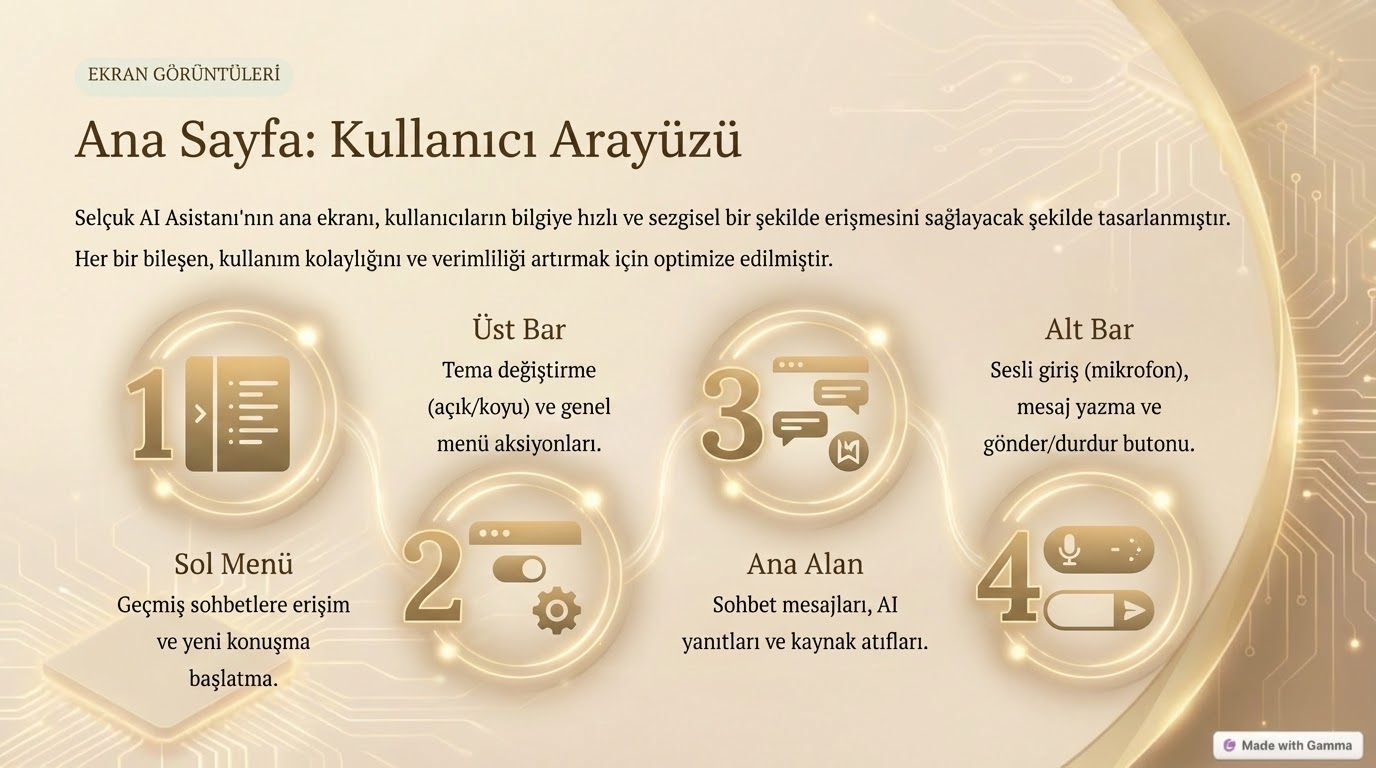 EKRAN GÖRÜNTÜLERİ
Ana Sayfa: Kullanıcı Arayüzü
Selçuk AI Asistanı'nın ana ekranı, kullanıcıların bilgiye hızlı ve sezgisel bir şekilde erişmesini sağlayacak şekilde tasarlanmıştır.
Her bir bileşen, kullanım kolaylığını ve verimliliği artırmak için optimize edilmiştir.
1
Sol Menü
Geçmiş sohbetlere erişim
ve yeni konuşma
başlatma.
Üst Bar
Tema değiştirme
(açık/koyu) ve genel
menü aksiyonları.
2
3
Ana Alan
Sohbet mesajları, AI
yanıtları ve kaynak atıfları.
Alt Bar
Sesli giriş (mikrofon),
mesaj yazma ve
gönder/durdur butonu.
4
Made with Gamma